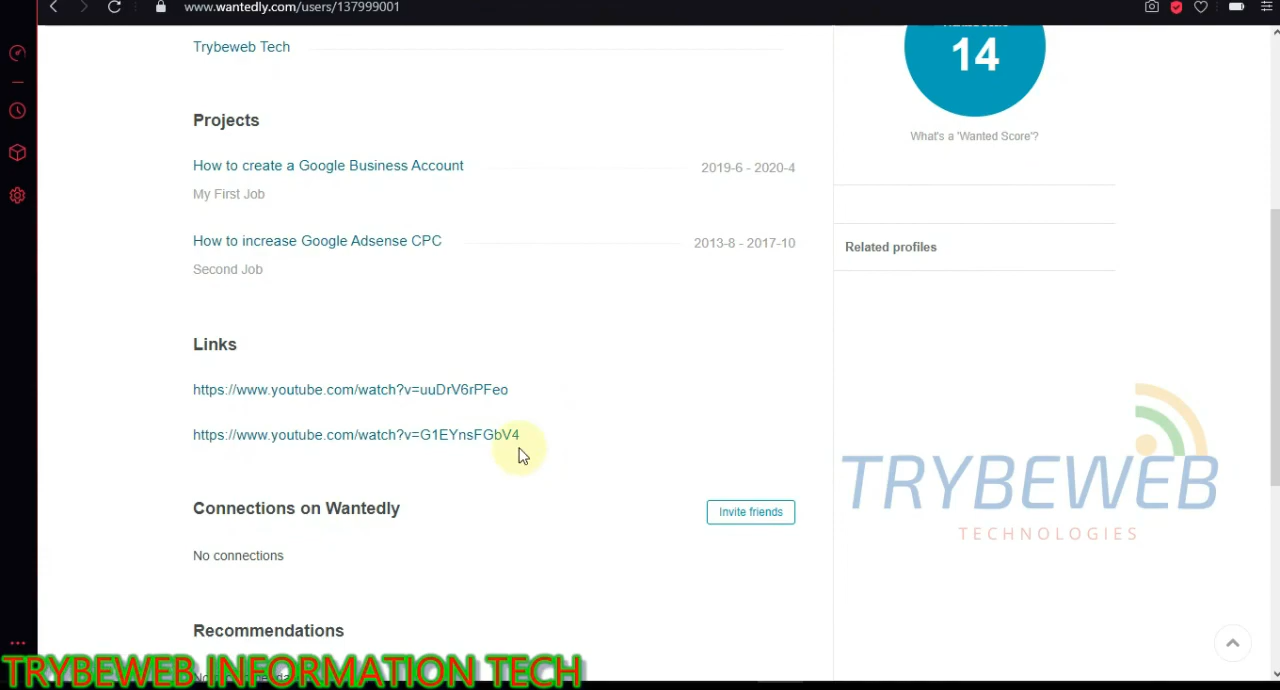 www.wantedly.com/users/137999001
Trybeweb Tech
14
What's a 'Wanted Score'?
Projects
How to create a Google Business Account
2019-6 - 2020-4
My First Job
How to increase Google Adsense CPC
2013-8 - 2017-10
Second Job
Related profiles
Links
https://www.youtube.com/watch?v=uuDrV6rPFeo
https://www.youtube.com/watch?v=G1EYnsFGbV4
TRYBEWEB
TECHNOLOGIES
Connections on Wantedly
Invite friends
No connections
Recommendations
TRYBEWEB INFORMATION TECH